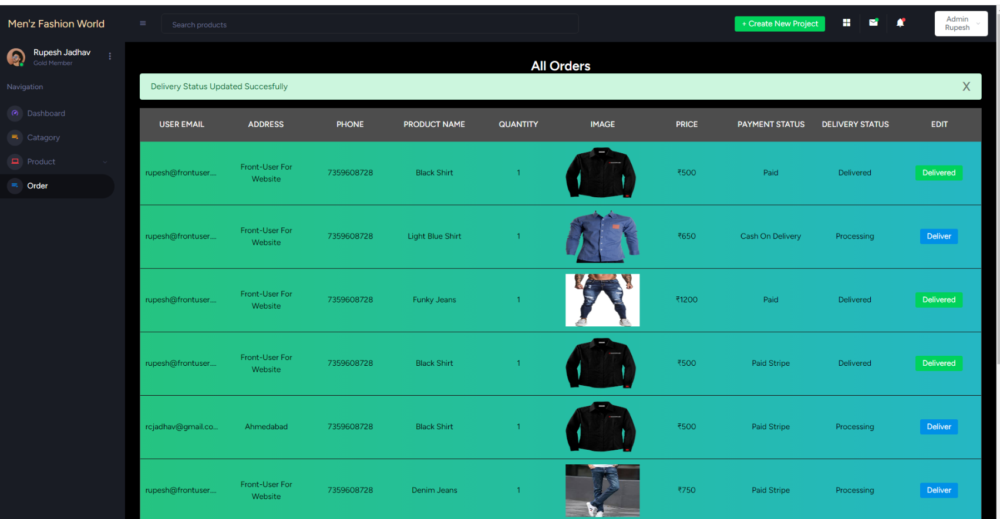 Men'z Fashion World
Search products
+ Create New Project
Admin
Rupesh
Rupesh Jadhav
Gold Member
Navigation
Dashboard
Catagory
Product
Order
All Orders
Delivery Status Updated Succesfully
X
USER EMAIL ADDRESS PHONE PRODUCT NAME QUANTITY IMAGE PRICE PAYMENT STATUS DELIVERY STATUS EDIT
rupesh@frontuser.... Front-User For Website 7359608728 Black Shirt 1 ₹500 Paid Delivered Delivered
rupesh@frontuser.... Front-User For Website 7359608728 Light Blue Shirt 1 ₹650 Cash On Delivery Processing Deliver
rupesh@frontuser.... Front-User For Website 7359608728 Funky Jeans 1 ₹1200 Paid Delivered Delivered
rupesh@frontuser.... Front-User For Website 7359608728 Black Shirt 1 ₹500 Paid Stripe Delivered Delivered
rcjadhav@gmail.co... Ahmedabad 7359608728 Black Shirt 1 ₹500 Paid Stripe Processing Deliver
rupesh@frontuser.... Front-User For Website 7359608728 Denim Jeans 1 ₹750 Paid Stripe Processing Deliver